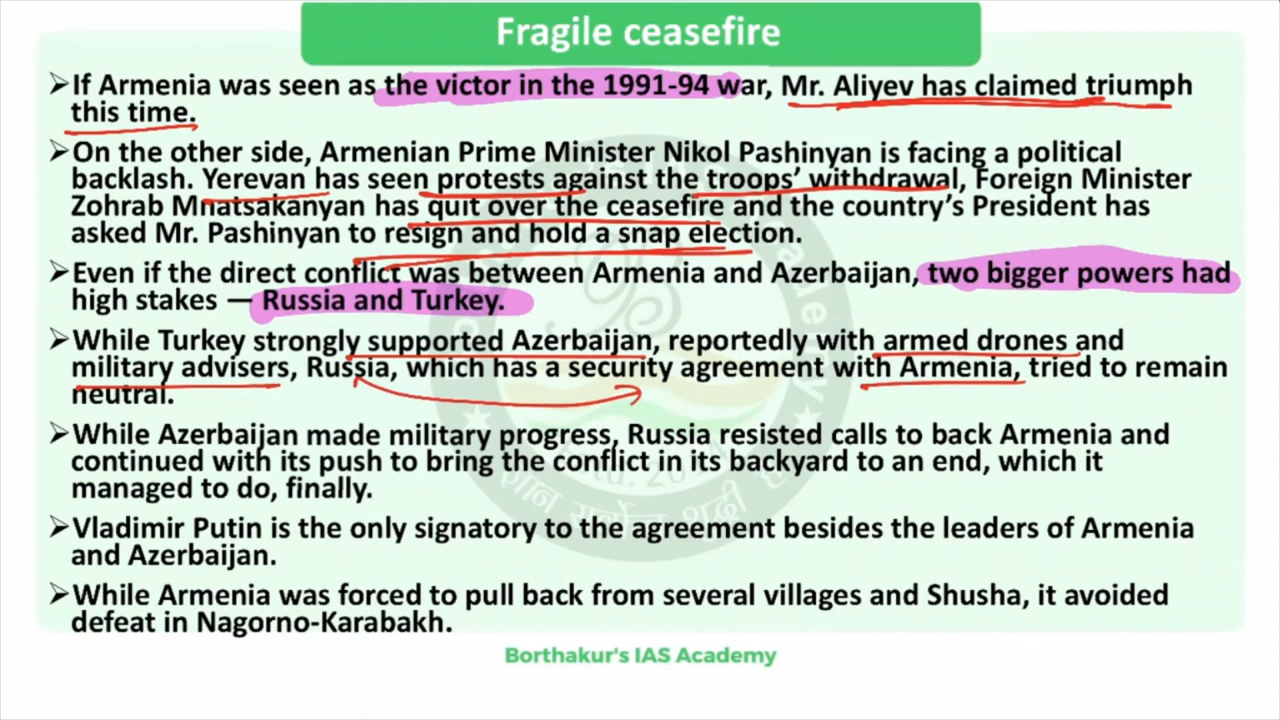 Fragile ceasefire
➢If Armenia was seen as the victor in the 1991-94 war, Mr. Aliyev has claimed triumph
this time.
➢On the other side, Armenian Prime Minister Nikol Pashinyan is facing a political
backlash. Yerevan has seen protests against the troops’ withdrawal, Foreign Minister
Zohrab Mnatsakanyan has quit over the ceasefire and the country’s President has
asked Mr. Pashinyan to resign and hold a snap election.
➢Even if the direct conflict was between Armenia and Azerbaijan, two bigger powers had
high stakes — Russia and Turkey.
➢While Turkey strongly supported Azerbaijan, reportedly with armed drones and
military advisers, Russia, which has a security agreement with Armenia, tried to remain
neutral.
➢While Azerbaijan made military progress, Russia resisted calls to back Armenia and
continued with its push to bring the conflict in its backyard to an end, which it
managed to do, finally.
➢Vladimir Putin is the only signatory to the agreement besides the leaders of Armenia
and Azerbaijan.
➢While Armenia was forced to pull back from several villages and Shusha, it avoided
defeat in Nagorno-Karabakh.
Borthakur's IAS Academy